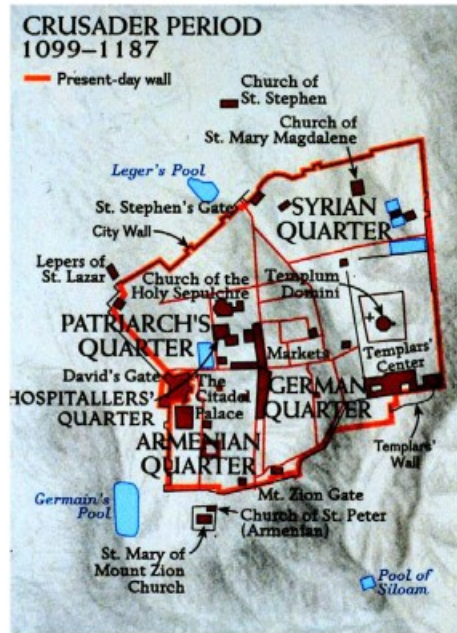 CRUSADER PERIOD
1099–1187
Present-day wall
Church of
St. Stephen
Church of
St. Mary Magdalene
Leger's Pool
St. Stephen's Gate
SYRIAN
QUARTER
City Wall
Lepers of
St. Lazar
Church of the
Holy Sepulchre
Templum
Domini
PATRIARCH'S
QUARTER
Markets
Templars'
Center
David's Gate
The
Citadel
Palace
HOSPITALLERS'
QUARTER
GERMAN
QUARTER
ARMENIAN
QUARTER
Templars'
Wall
Germain's
Pool
Mt. Zion Gate
Church of St. Peter
(Armenian)
St. Mary of
Mount Zion
Church
Pool of
Siloam